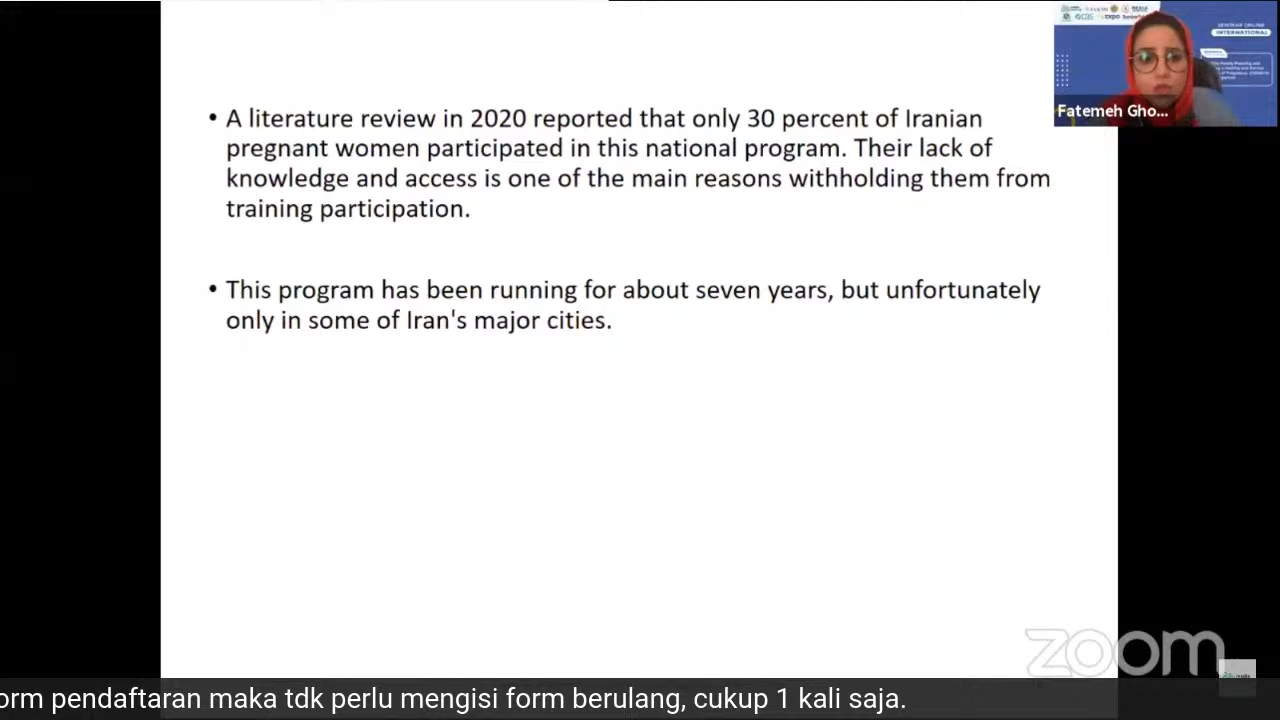 • A literature review in 2020 reported that only 30 percent of Iranian
pregnant women participated in this national program. Their lack of
knowledge and access is one of the main reasons withholding them from
training participation.
• This program has been running for about seven years, but unfortunately
only in some of Iran's major cities.
SEMINAR ONLINE
INTERNATIONAL
Fatemeh Gho...
zoom
orm pendaftaran maka tdk perlu mengisi form berulang, cukup 1 kali saja.